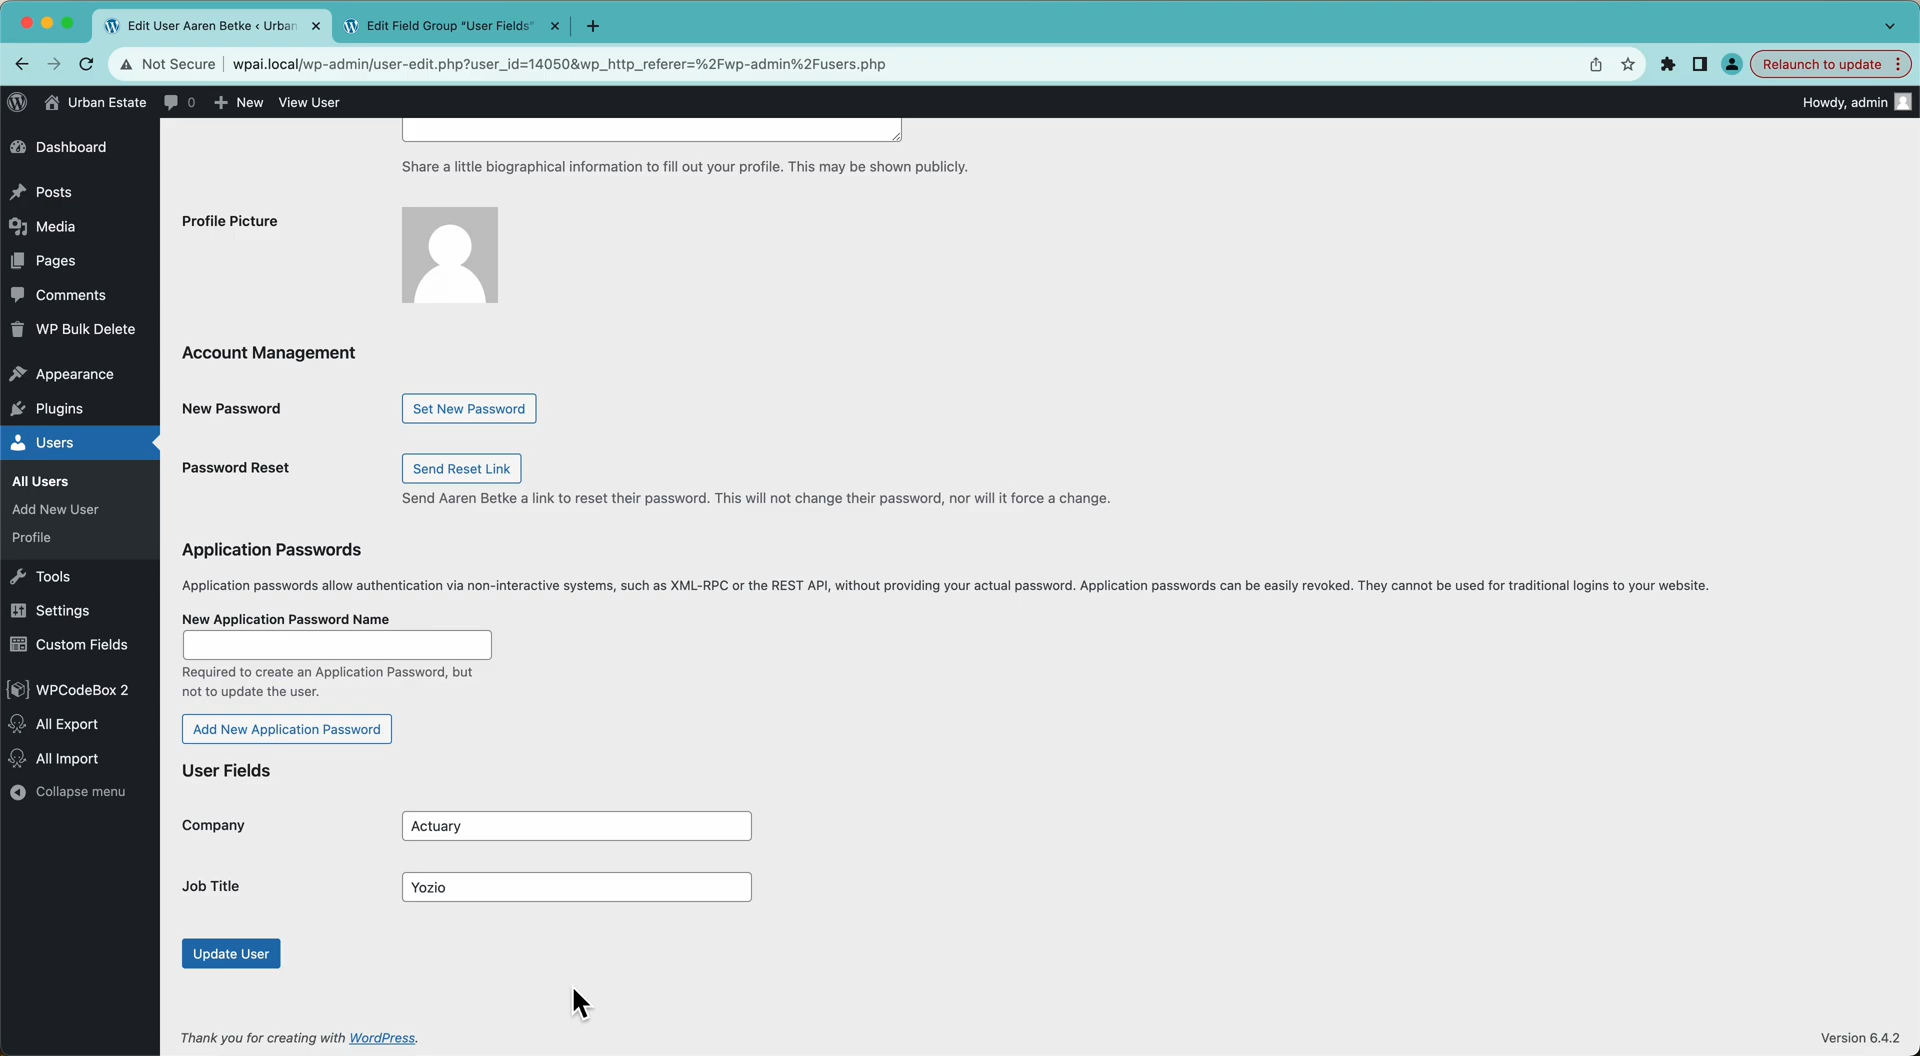 Edit User Aaren Betke ‹ Urban
Edit Field Group "User Fields"
Not Secure
wpai.local/wp-admin/user-edit.php?user_id=14050&wp_http_referer=%2Fwp-admin%2Fusers.php
Relaunch to update
Urban Estate
0
New
View User
Howdy, admin
Dashboard
Posts
Media
Pages
Comments
WP Bulk Delete
Appearance
Plugins
Users
All Users
Add New User
Profile
Tools
Settings
Custom Fields
WPCodeBox 2
All Export
All Import
Collapse menu
Share a little biographical information to fill out your profile. This may be shown publicly.
Profile Picture
Account Management
New Password
Set New Password
Password Reset
Send Reset Link
Send Aaren Betke a link to reset their password. This will not change their password, nor will it force a change.
Application Passwords
Application passwords allow authentication via non-interactive systems, such as XML-RPC or the REST API, without providing your actual password. Application passwords can be easily revoked. They cannot be used for traditional logins to your website.
New Application Password Name
Required to create an Application Password, but
not to update the user.
Add New Application Password
User Fields
Company
Actuary
Job Title
Yozio
Update User
Thank you for creating with WordPress.
Version 6.4.2